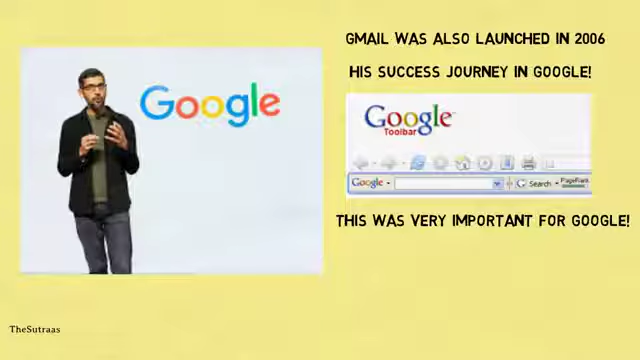 GMAIL WAS ALSO LAUNCHED IN 2006
HIS SUCCESS JOURNEY IN GOOGLE!
Google
Google
Toolbar
Google
Search
PageRank
THIS WAS VERY IMPORTANT FOR GOOGLE!
TheSutraas